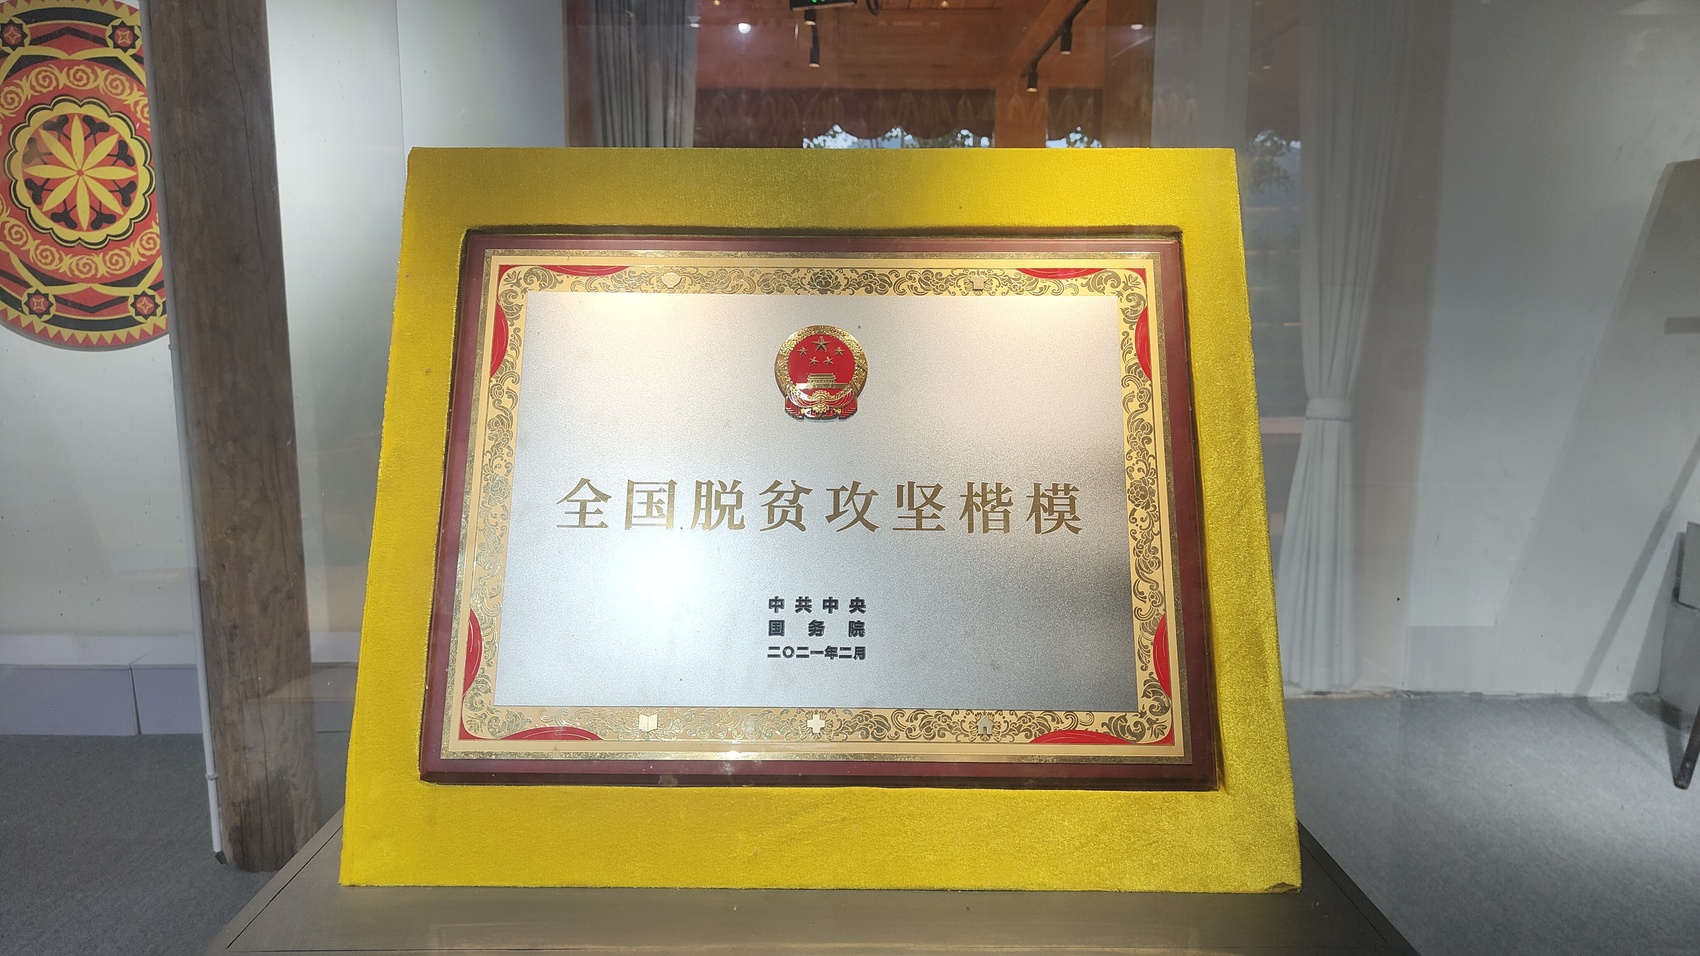 全国脱贫攻坚楷模
中共中央
国务院
二〇二一年二月